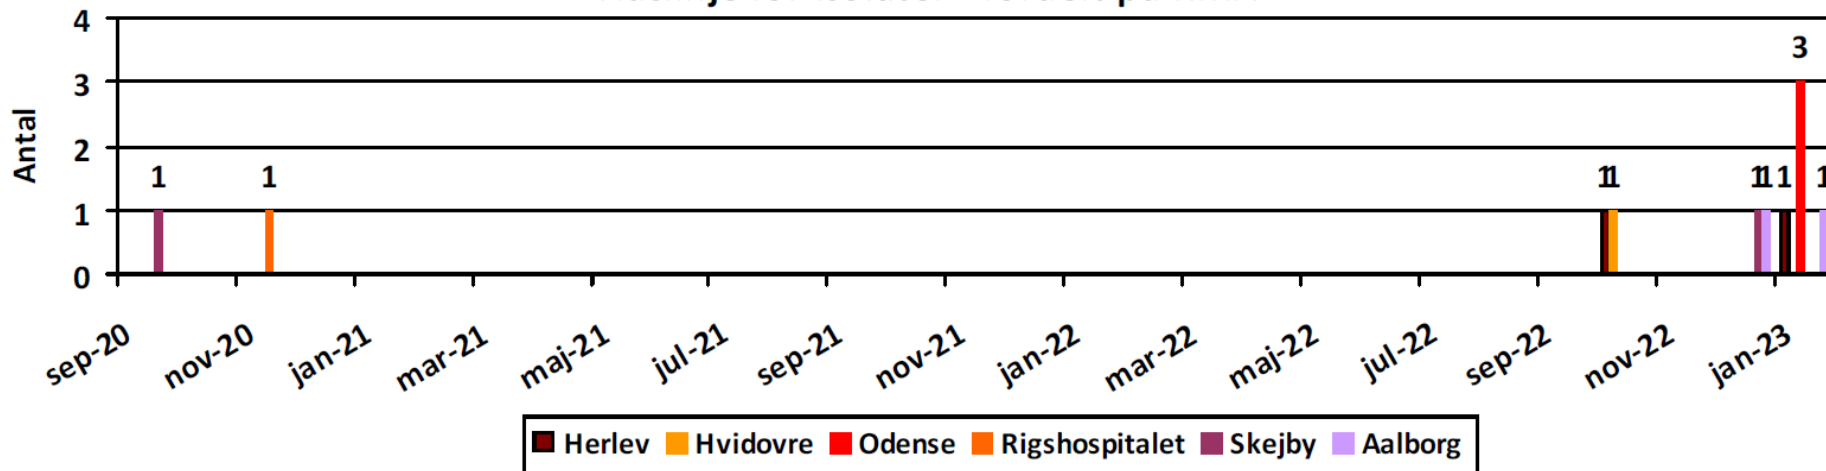 4
3
3
2
1 1 11 11 1 1
1
0
Antal
sep-20 nov-20 jan-21 mar-21 maj-21 jul-21 sep-21 nov-21 jan-22 mar-22 maj-22 jul-22 sep-22 nov-22 jan-23
Herlev Hvidovre Odense Rigshospitalet Skejby Aalborg